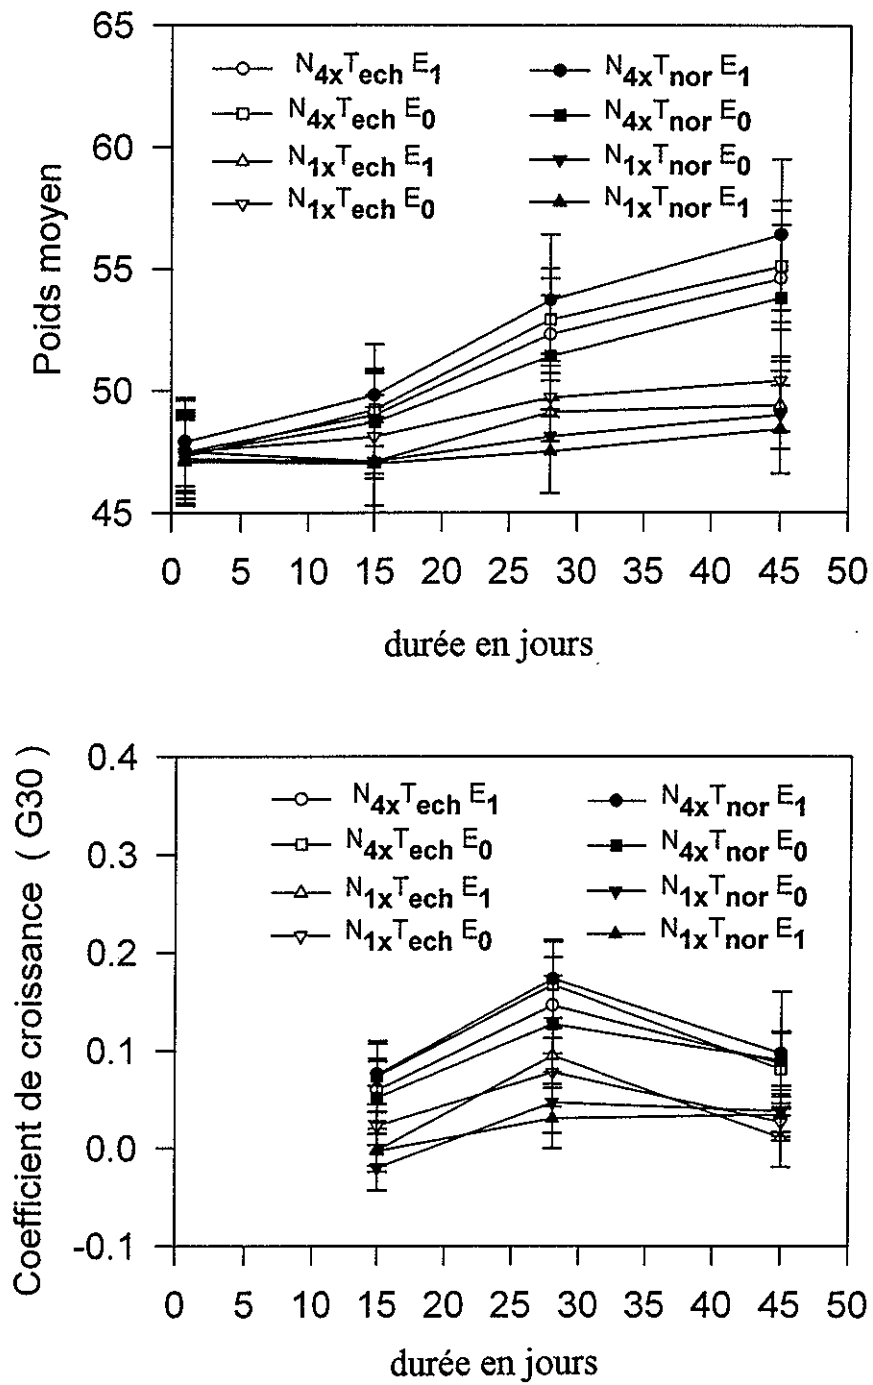 65
60
55
50
45
Poids moyen
N4xTech E1
N4xTech E0
N1xTech E1
N1xTech E0
N4xTnor E1
N4xTnor E0
N1xTnor E0
N1xTnor E1
0 5 10 15 20 25 30 35 40 45 50
durée en jours
0.4
0.3
0.2
0.1
0.0
-0.1
Coefficient de croissance ( G30 )
N4xTech E1
N4xTech E0
N1xTech E1
N1xTech E0
N4xTnor E1
N4xTnor E0
N1xTnor E0
N1xTnor E1
0 5 10 15 20 25 30 35 40 45 50
durée en jours